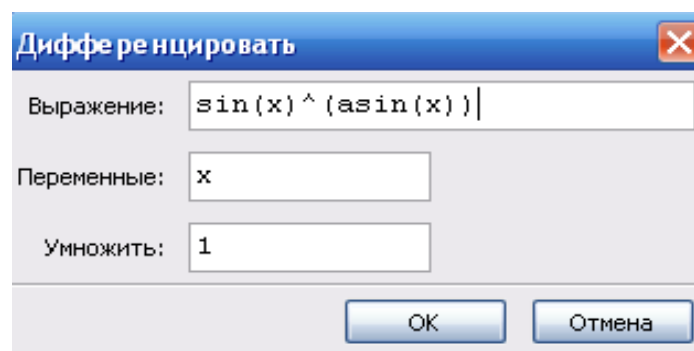 Дифференцировать
Выражение: sin(x)^(asin(x))
Переменные: x
Умножить: 1
OK Отмена